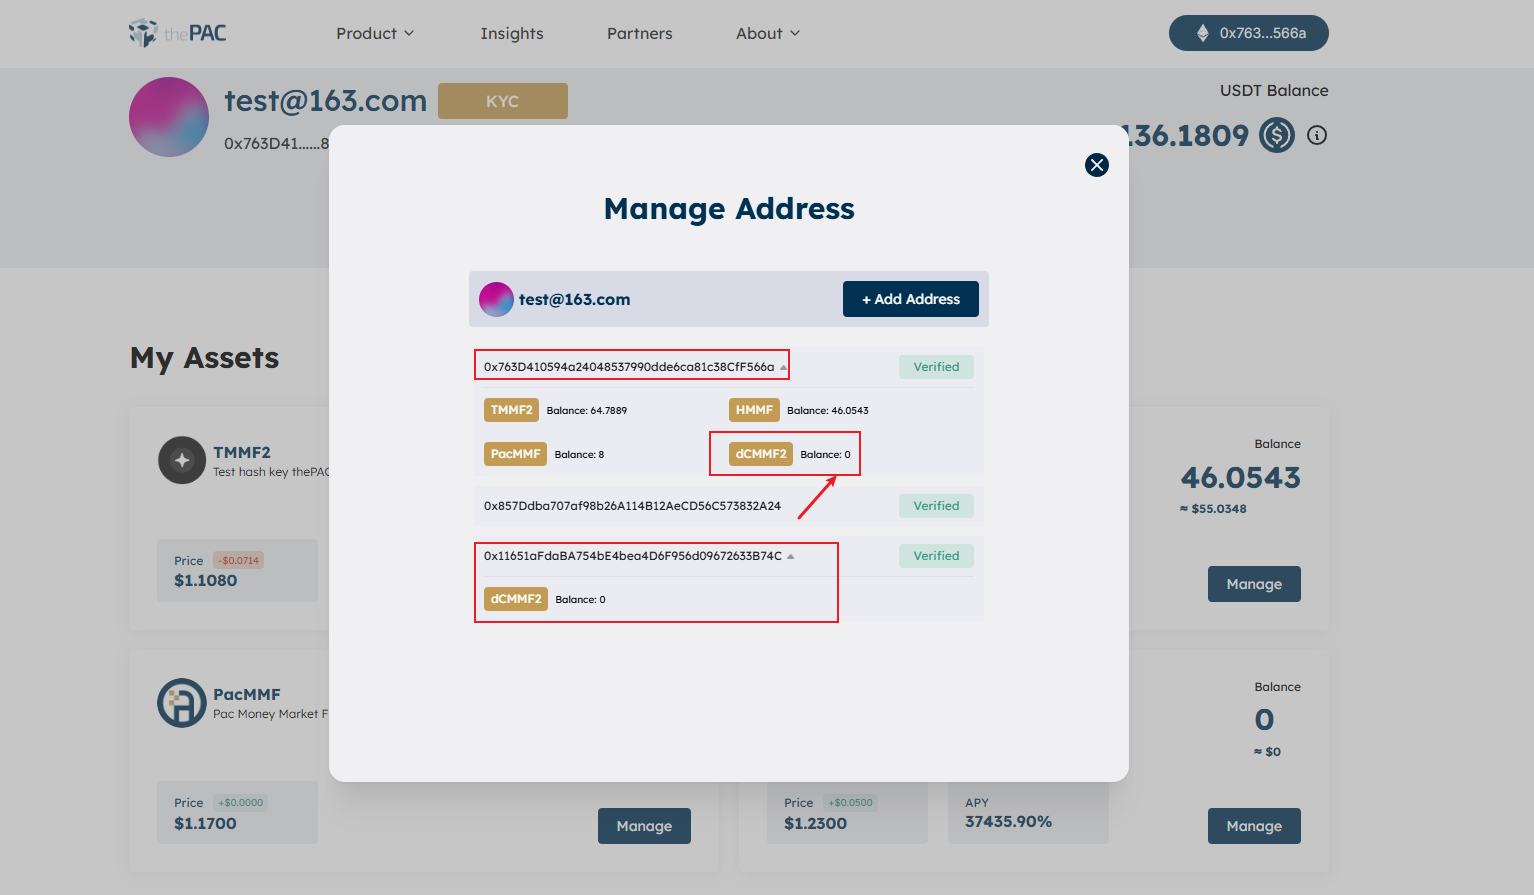 thePAC
Product
Insights
Partners
About
0x763...566a
test@163.com
KYC
0x763D41......8
USDT Balance
136.1809
Manage Address
test@163.com
+ Add Address
My Assets
0x763D410594a24048537990dde6ca81c38CfF566a
Verified
TMMF2 Balance: 64.7889
HMMF Balance: 46.0543
PacMMF Balance: 8
dCMMF2 Balance: 0
0x857Ddba707af98b26A114B12AeCD56C573832A24
Verified
0x11651aFdaBA754bE4bea4D6F956d09672633B74C
Verified
dCMMF2 Balance: 0
TMMF2
Test hash key thePAC
Price -$0.0714
$1.1080
Balance
46.0543
≈ $55.0348
Manage
PacMMF
Pac Money Market F
Price +$0.0000
$1.1700
Manage
Balance
0
≈ $0
Price +$0.0500
$1.2300
APY
37435.90%
Manage